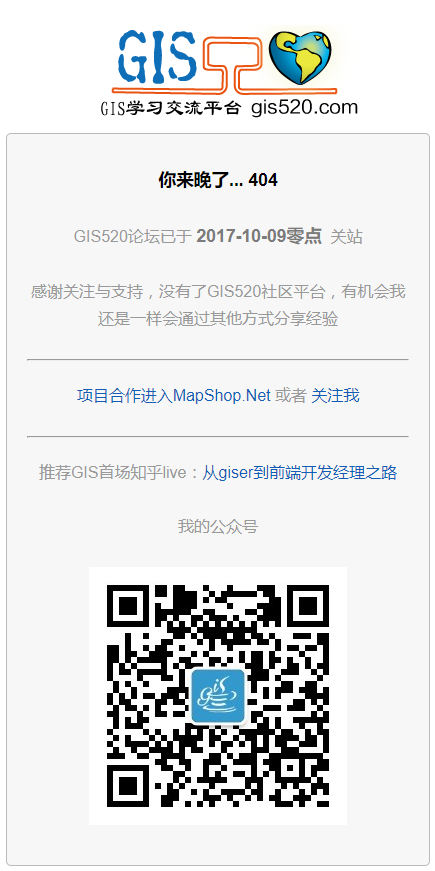 GIS520
GIS学习交流平台 gis520.com
你来晚了... 404
GIS520论坛已于 2017-10-09零点 关站
感谢关注与支持，没有了GIS520社区平台，有机会我
还是一样会通过其他方式分享经验
项目合作进入MapShop.Net 或者 关注我
推荐GIS首场知乎live：从giser到前端开发经理之路
我的公众号
gis